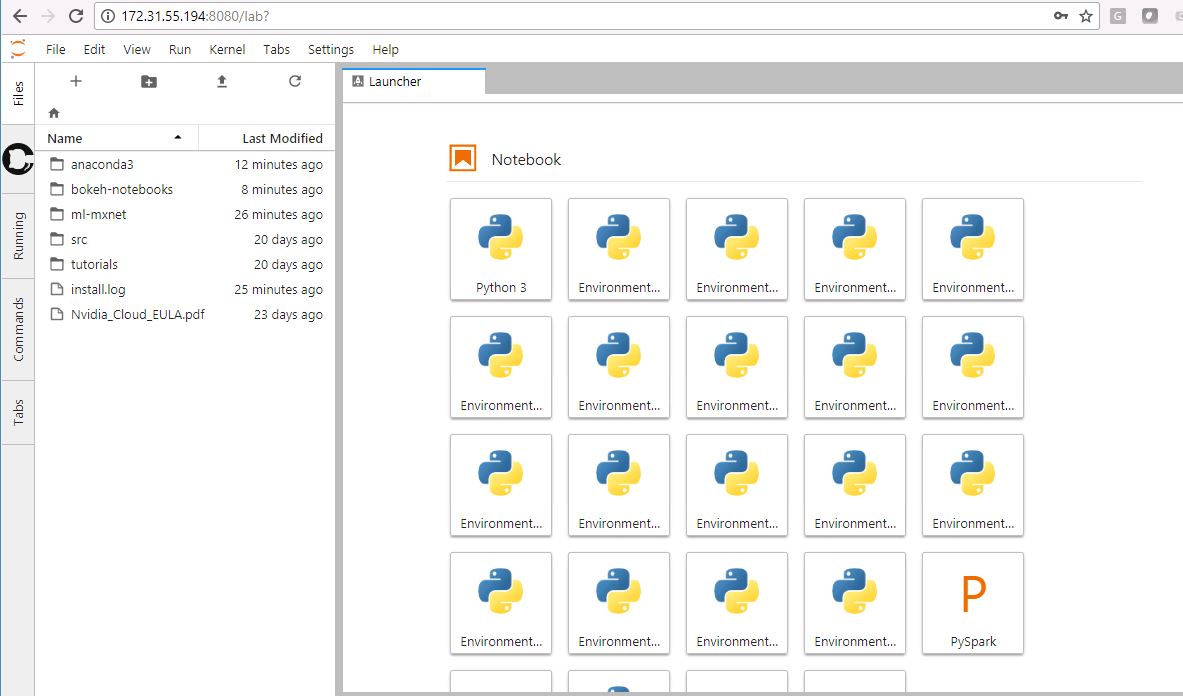 172.31.55.194:8080/lab?
G
File Edit View Run Kernel Tabs Settings Help
Files
Running
Commands
Tabs
Name Last Modified
anaconda3 12 minutes ago
bokeh-notebooks 8 minutes ago
ml-mxnet 26 minutes ago
src 20 days ago
tutorials 20 days ago
install.log 25 minutes ago
Nvidia_Cloud_EULA.pdf 23 days ago
Launcher
Notebook
Python 3 Environment... Environment... Environment... Environment...
Environment... Environment... Environment... Environment... Environment...
Environment... Environment... Environment... Environment... Environment...
P
Environment... Environment... Environment... Environment... PySpark